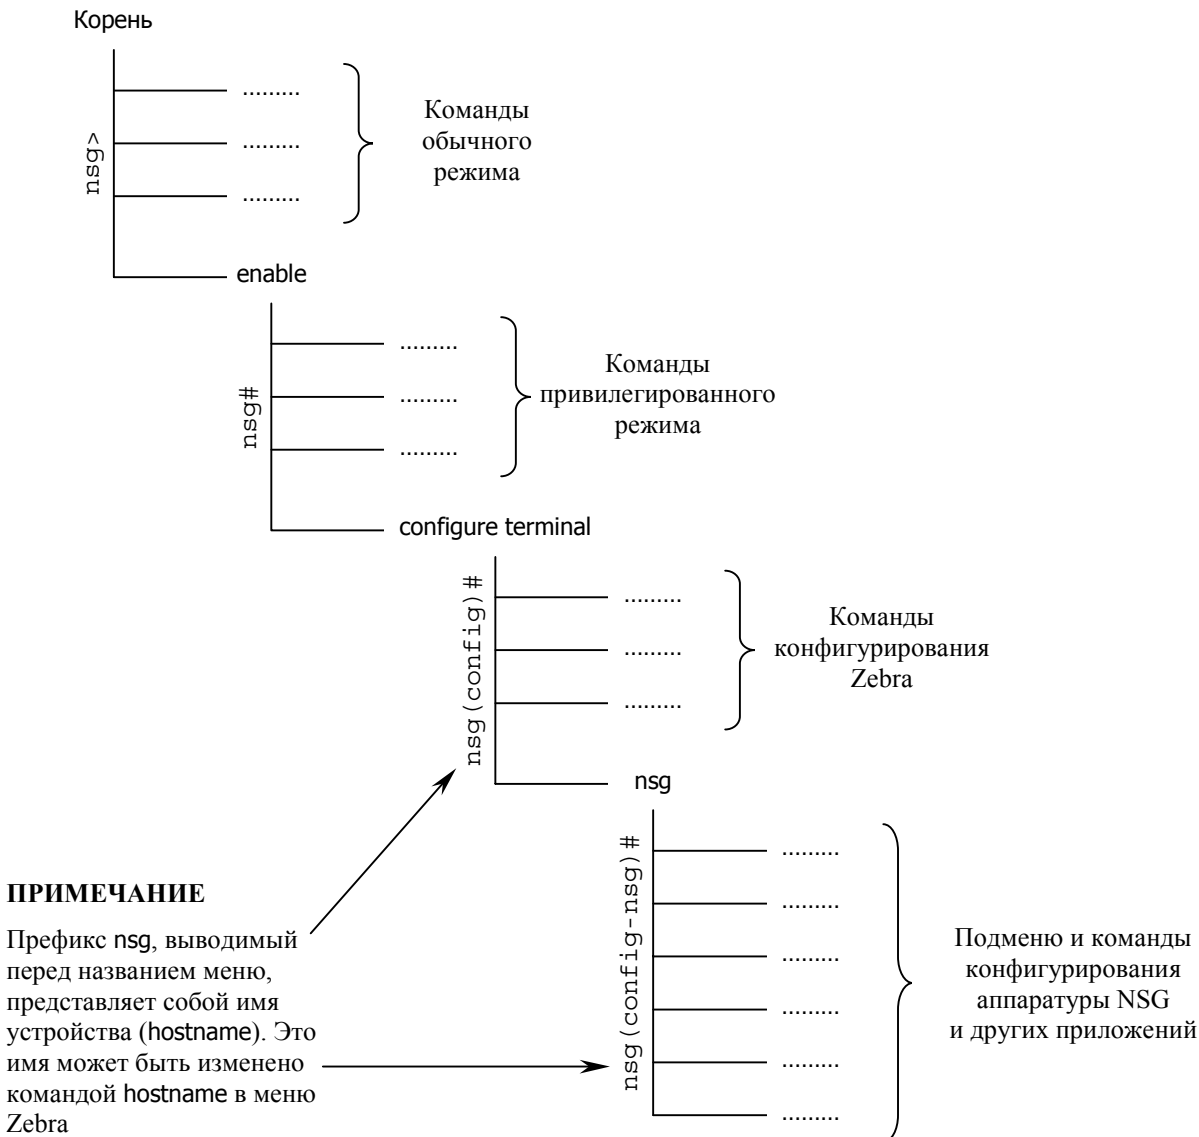 Корень
nsg>
.........
.........
.........
Команды
обычного
режима
enable
nsg#
.........
.........
.........
Команды
привилегированного
режима
configure terminal
nsg(config)#
.........
.........
.........
Команды
конфигурирования
Zebra
nsg
nsg(config-nsg)#
.........
.........
.........
.........
.........
.........
Подменю и команды
конфигурирования
аппаратуры NSG
и других приложений
ПРИМЕЧАНИЕ
Префикс nsg, выводимый
перед названием меню,
представляет собой имя
устройства (hostname). Это
имя может быть изменено
командой hostname в меню
Zebra